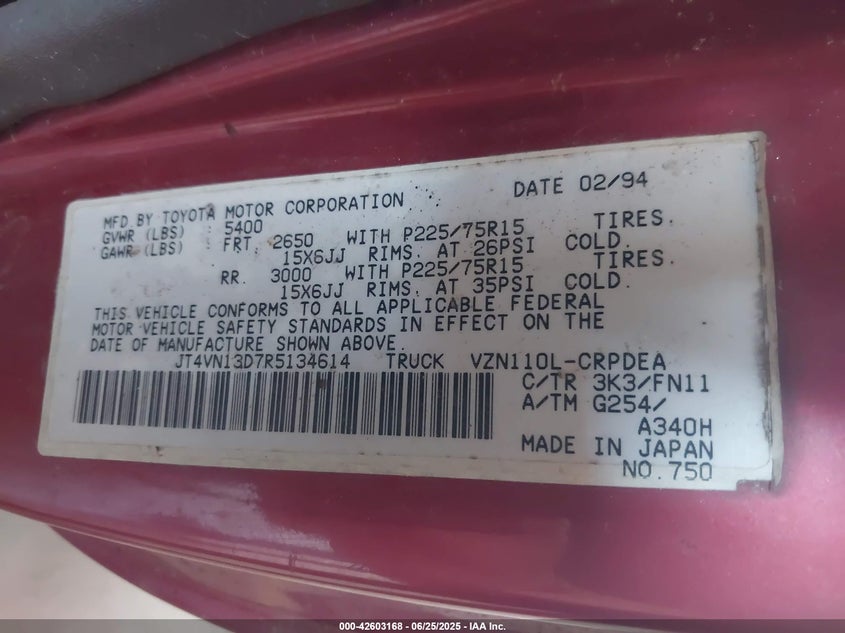 MFD BY TOYOTA MOTOR CORPORATION DATE 02/94
GVWR (LBS) : 5400
GAWR (LBS) : FRT. 2650 WITH P225/75R15 TIRES.
15X6JJ RIMS. AT 26PSI COLD.
RR. 3000 WITH P225/75R15 TIRES.
15X6JJ RIMS. AT 35PSI COLD.
THIS VEHICLE CONFORMS TO ALL APPLICABLE FEDERAL
MOTOR VEHICLE SAFETY STANDARDS IN EFFECT ON THE
DATE OF MANUFACTURE SHOWN ABOVE.
JT4VN13D7R5134614 TRUCK VZN110L-CRPDEA
C/TR 3K3/FN11
A/TM G254/
A340H
MADE IN JAPAN
NO.750
000-42603168 - 06/25/2025 - IAA Inc.